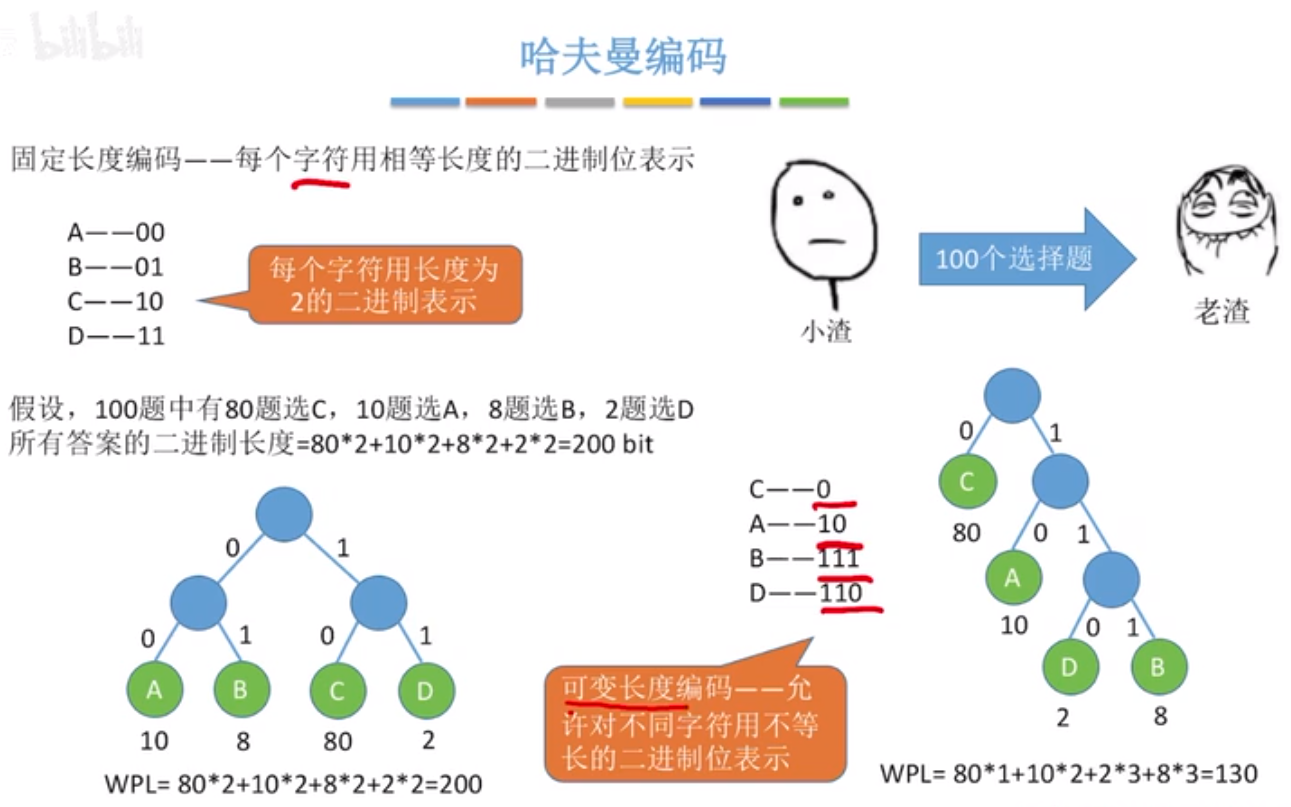 bilibili
哈夫曼编码
固定长度编码——每个字符用相等长度的二进制位表示
A——00
B——01
C——10
D——11
每个字符用长度为
2的二进制表示
小渣
100个选择题
老渣
假设，100题中有80题选C，10题选A，8题选B，2题选D
所有答案的二进制长度=80*2+10*2+8*2+2*2=200 bit
0 1
0 1 0 1
A B C D
10 8 80 2
WPL= 80*2+10*2+8*2+2*2=200
C——0
A——10
B——111
D——110
可变长度编码——允
许对不同字符用不等
长的二进制位表示
0 1
C
80 0 1
A
10 0 1
D B
2 8
WPL= 80*1+10*2+2*3+8*3=130